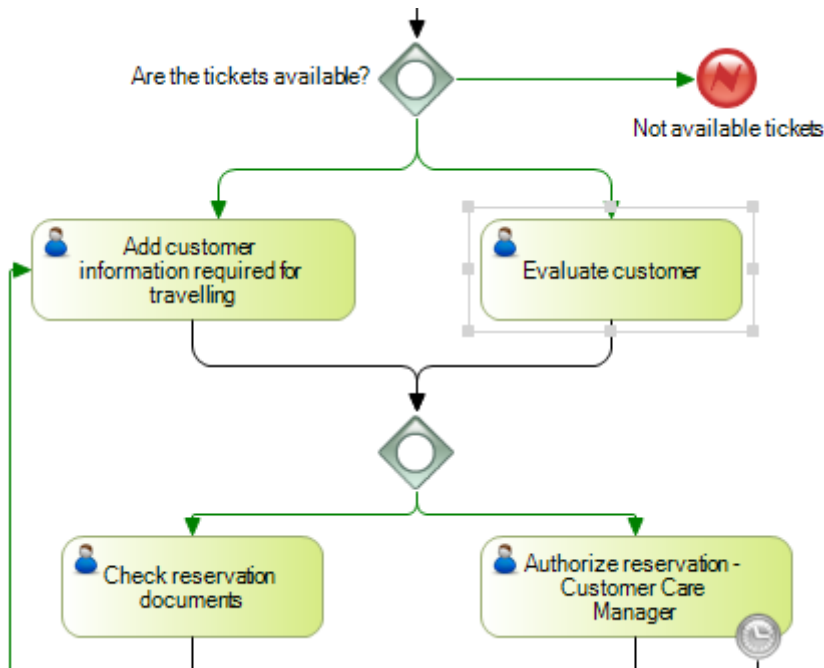 Are the tickets available?
Not available tickets
Add customer
information required for
travelling
Evaluate customer
Check reservation
documents
Authorize reservation -
Customer Care
Manager